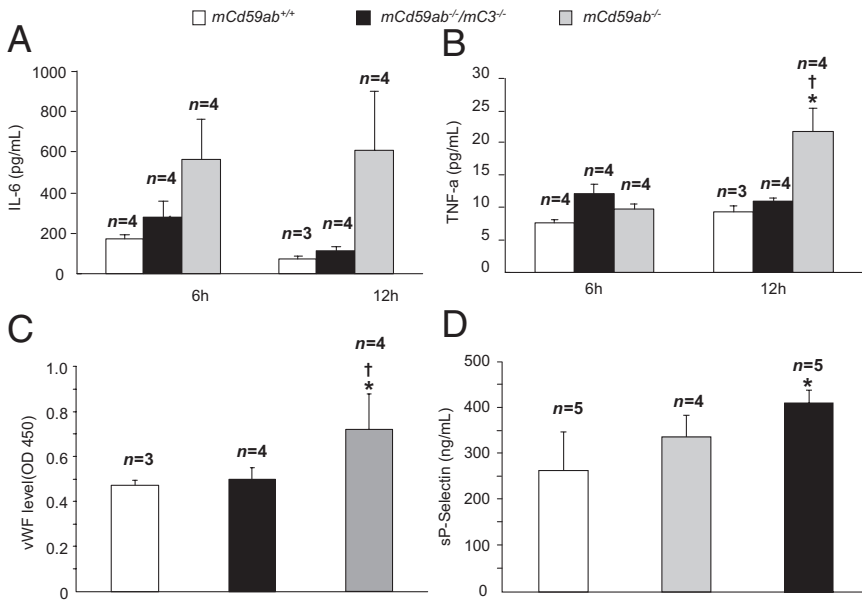 mCd59ab+/+ mCd59ab-/-/mC3-/- mCd59ab-/-
A
IL-6 (pg/mL)
1000
800
600
400
200
0
n=4
n=4
n=4
n=3
n=4
n=4
6h 12h
B
TNF-a (pg/mL)
30
25
20
15
10
5
0
n=4
n=4
n=4
n=3
n=4
n=4
†
*
6h 12h
C
vWF level(OD 450)
1.0
0.8
0.6
0.4
0.2
0
n=3
n=4
n=4
†
*
D
sP-Selectin (ng/mL)
500
400
300
200
100
0
n=5
n=4
n=5
*